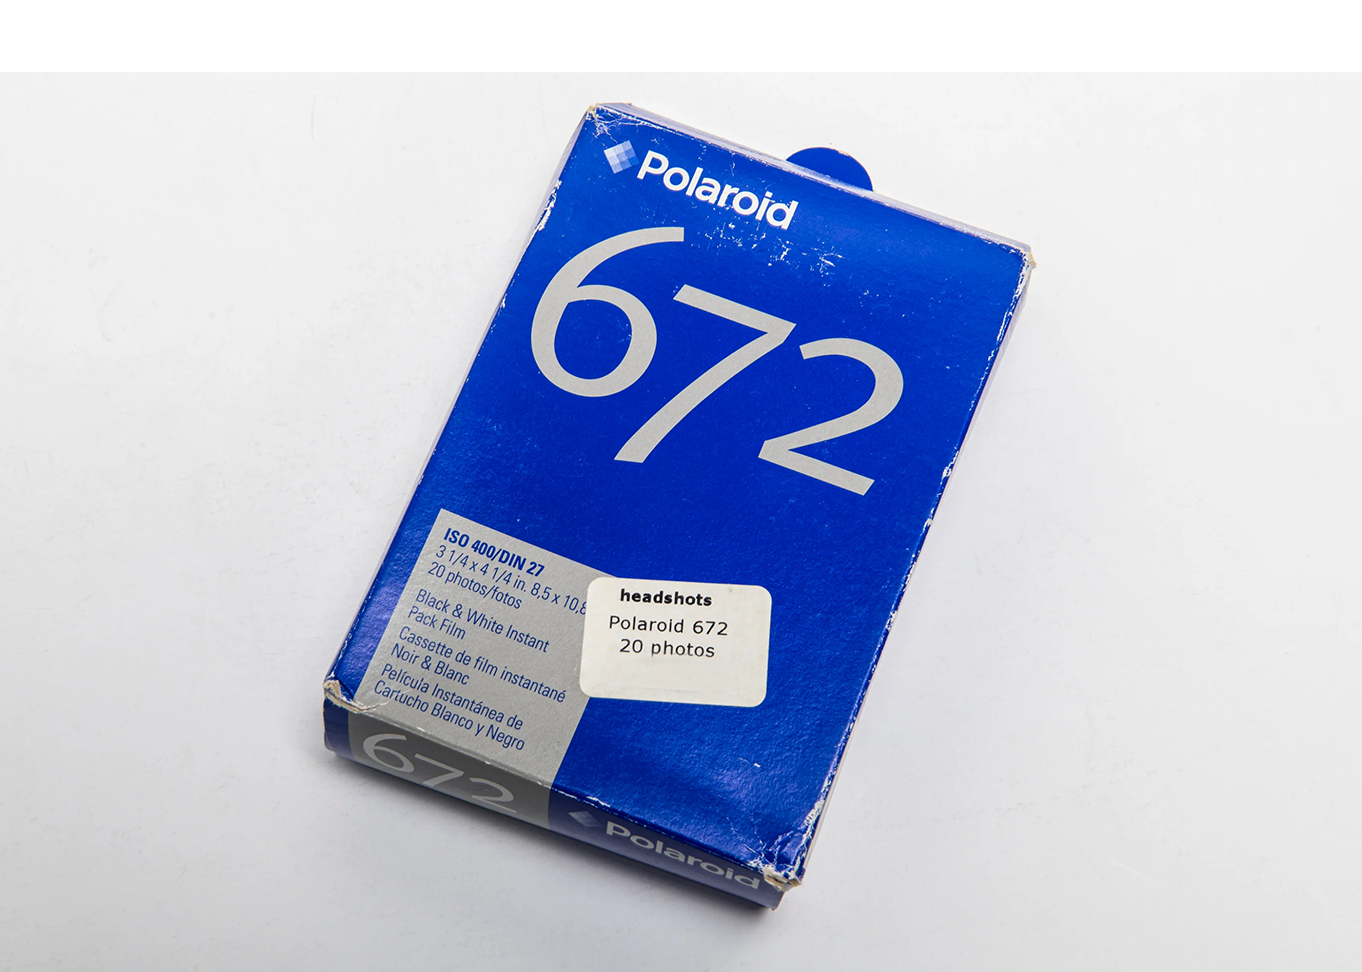 Polaroid
672
ISO 400/DIN 27
3 1/4 x 4 1/4 in. 8,5 x 10,8
20 photos/fotos
Black & White Instant
Pack Film
Cassette de film instantané
Noir & Blanc
Película Instantánea de
Cartucho Blanco y Negro
headshots
Polaroid 672
20 photos
672
Polaroid